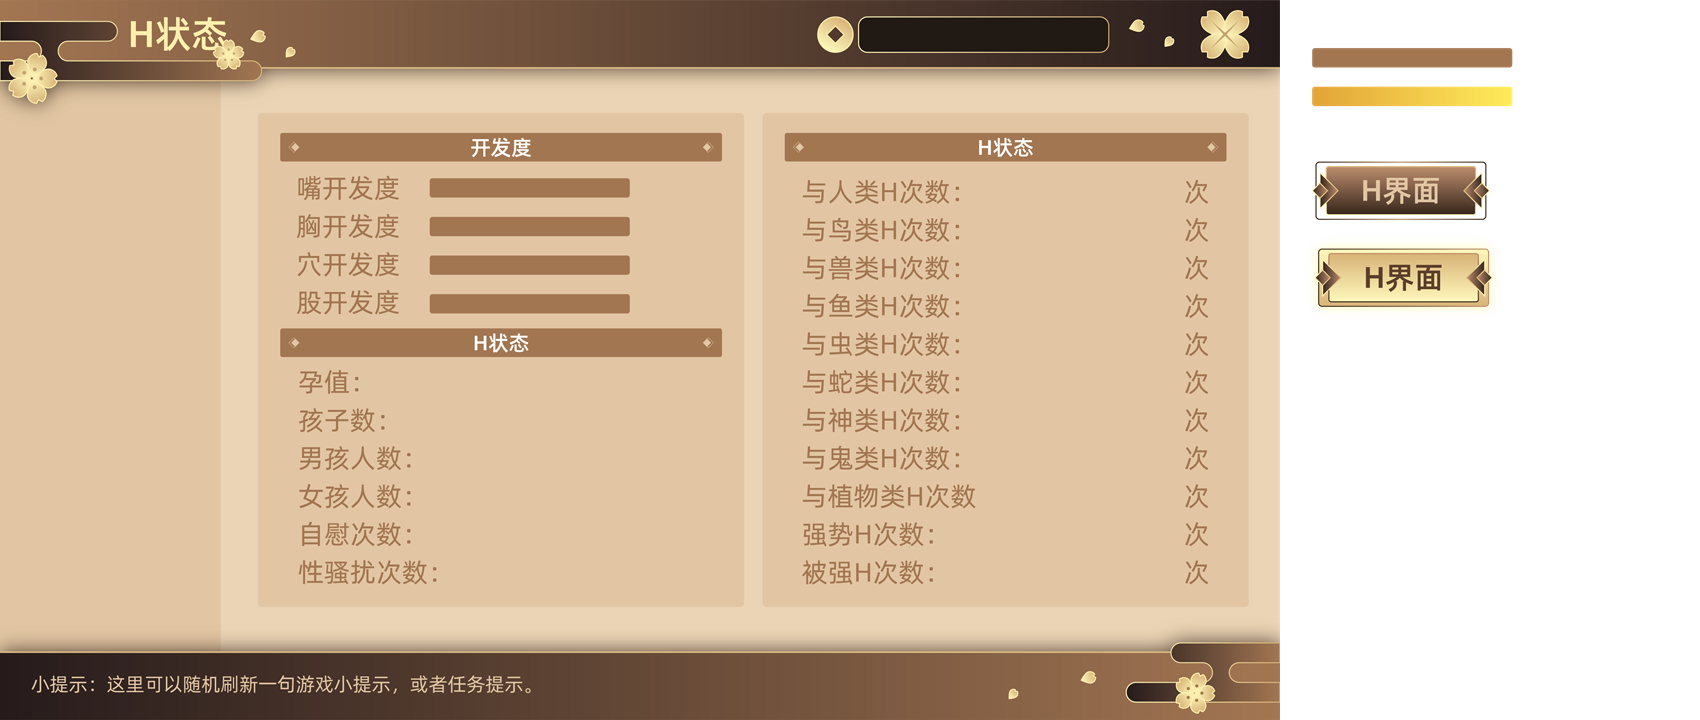 H状态
开发度
嘴开发度
胸开发度
穴开发度
股开发度
H状态
孕值：
孩子数：
男孩人数：
女孩人数：
自慰次数：
性骚扰次数：
H状态
与人类H次数： 次
与鸟类H次数： 次
与兽类H次数： 次
与鱼类H次数： 次
与虫类H次数： 次
与蛇类H次数： 次
与神类H次数： 次
与鬼类H次数： 次
与植物类H次数 次
强势H次数： 次
被强H次数： 次
小提示：这里可以随机刷新一句游戏小提示，或者任务提示。
H界面
H界面